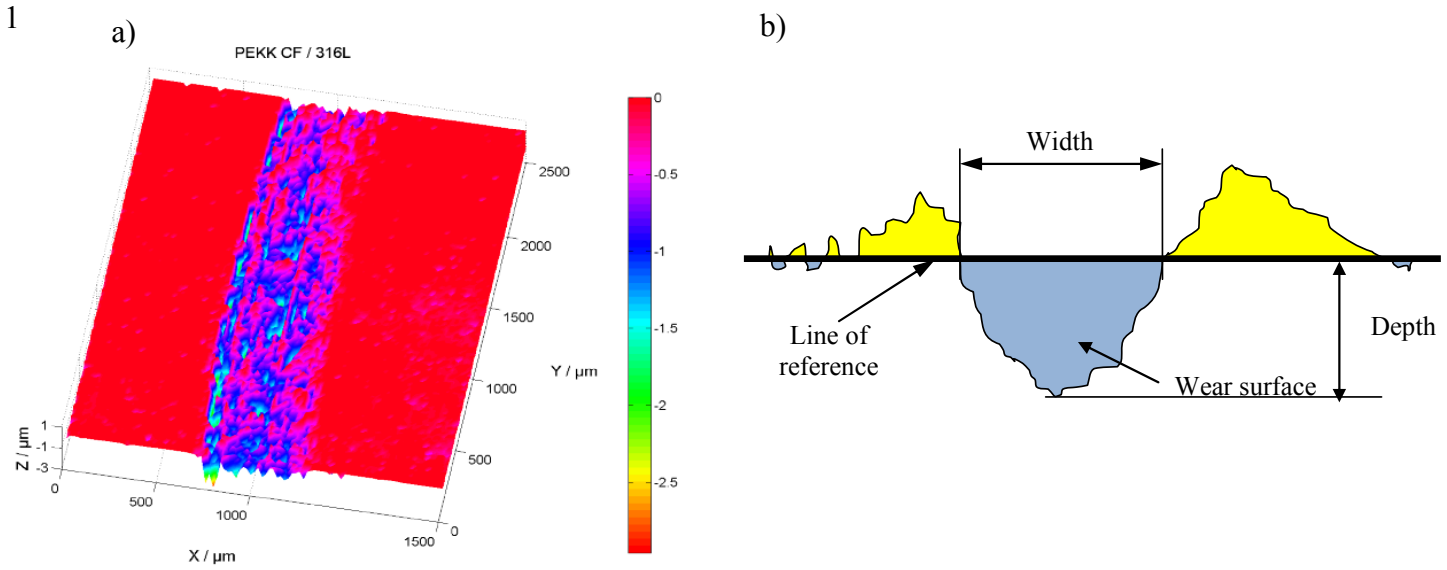 1
a)
PEKK CF / 316L
0
-0.5
-1
-1.5
-2
-2.5
2500
2000
1500
1000
500
0
Y / µm
1
-1
-3
Z / µm
0
500
1000
1500
X / µm
b)
Width
Line of
reference
Wear surface
Depth